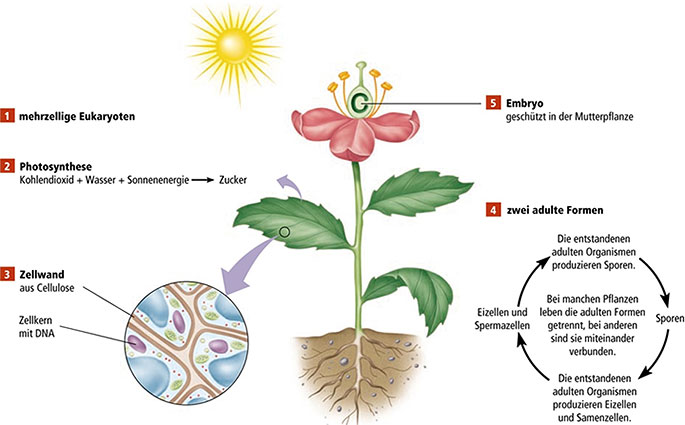 1 mehrzellige Eukaryoten
2 Photosynthese
Kohlendioxid + Wasser + Sonnenenergie → Zucker
3 Zellwand
aus Cellulose
Zellkern
mit DNA
5 Embryo
geschützt in der Mutterpflanze
4 zwei adulte Formen
Die entstandenen
adulten Organismen
produzieren Sporen.
Eizellen und
Spermazellen
Bei manchen Pflanzen
leben die adulten Formen
getrennt, bei anderen
sind sie miteinander
verbunden.
Sporen
Die entstandenen
adulten Organismen
produzieren Eizellen
und Samenzellen.